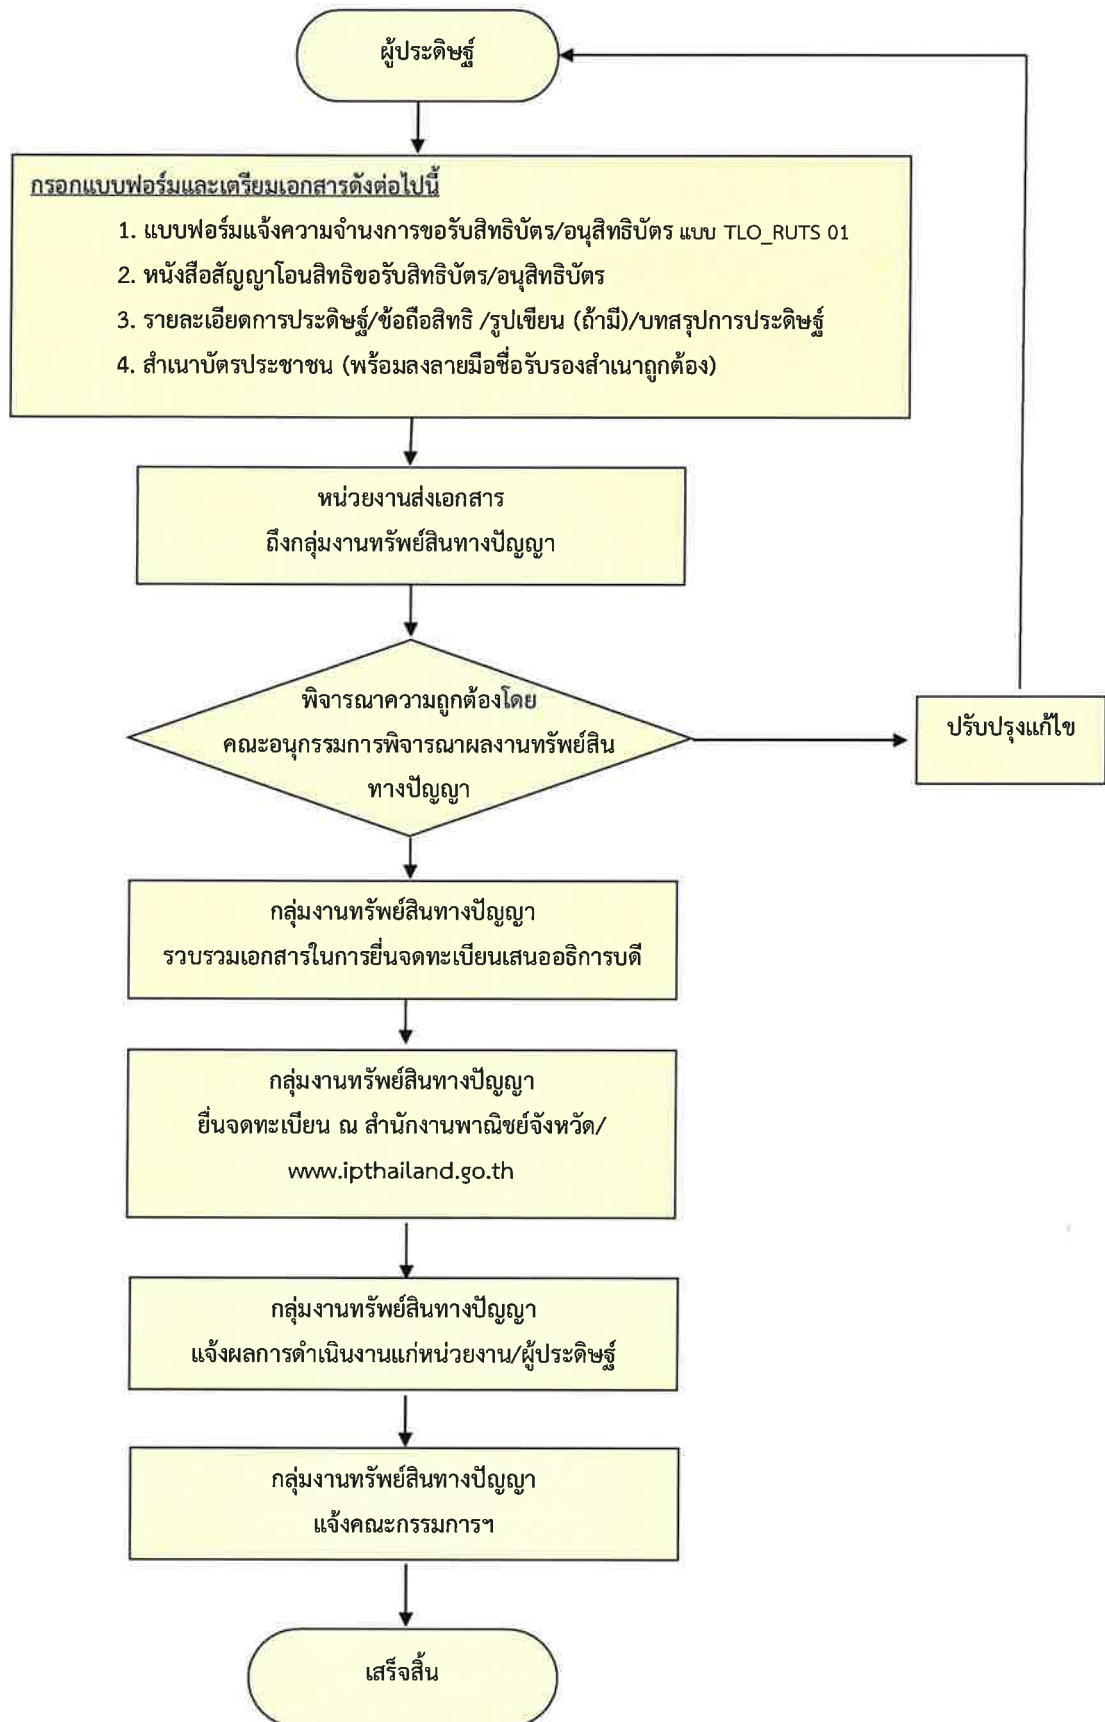 ผู้ประดิษฐ์
กรอกแบบฟอร์มและเตรียมเอกสารดังต่อไปนี้
1. แบบฟอร์มแจ้งความจำนงการขอรับสิทธิบัตร/อนุสิทธิบัตร แบบ TLO_RUTS 01
2. หนังสือสัญญาโอนสิทธิขอรับสิทธิบัตร/อนุสิทธิบัตร
3. รายละเอียดการประดิษฐ์/ข้อถือสิทธิ /รูปเขียน (ถ้ามี)/บทสรุปการประดิษฐ์
4. สำเนาบัตรประชาชน (พร้อมลงลายมือชื่อรับรองสำเนาถูกต้อง)
หน่วยงานส่งเอกสาร
ถึงกลุ่มงานทรัพย์สินทางปัญญา
พิจารณาความถูกต้องโดย
คณะอนุกรรมการพิจารณาผลงานทรัพย์สิน
ทางปัญญา
ปรับปรุงแก้ไข
กลุ่มงานทรัพย์สินทางปัญญา
รวบรวมเอกสารในการยื่นจดทะเบียนเสนออธิการบดี
กลุ่มงานทรัพย์สินทางปัญญา
ยื่นจดทะเบียน ณ สำนักงานพาณิชย์จังหวัด/
www.ipthailand.go.th
กลุ่มงานทรัพย์สินทางปัญญา
แจ้งผลการดำเนินงานแก่หน่วยงาน/ผู้ประดิษฐ์
กลุ่มงานทรัพย์สินทางปัญญา
แจ้งคณะกรรมการฯ
เสร็จสิ้น